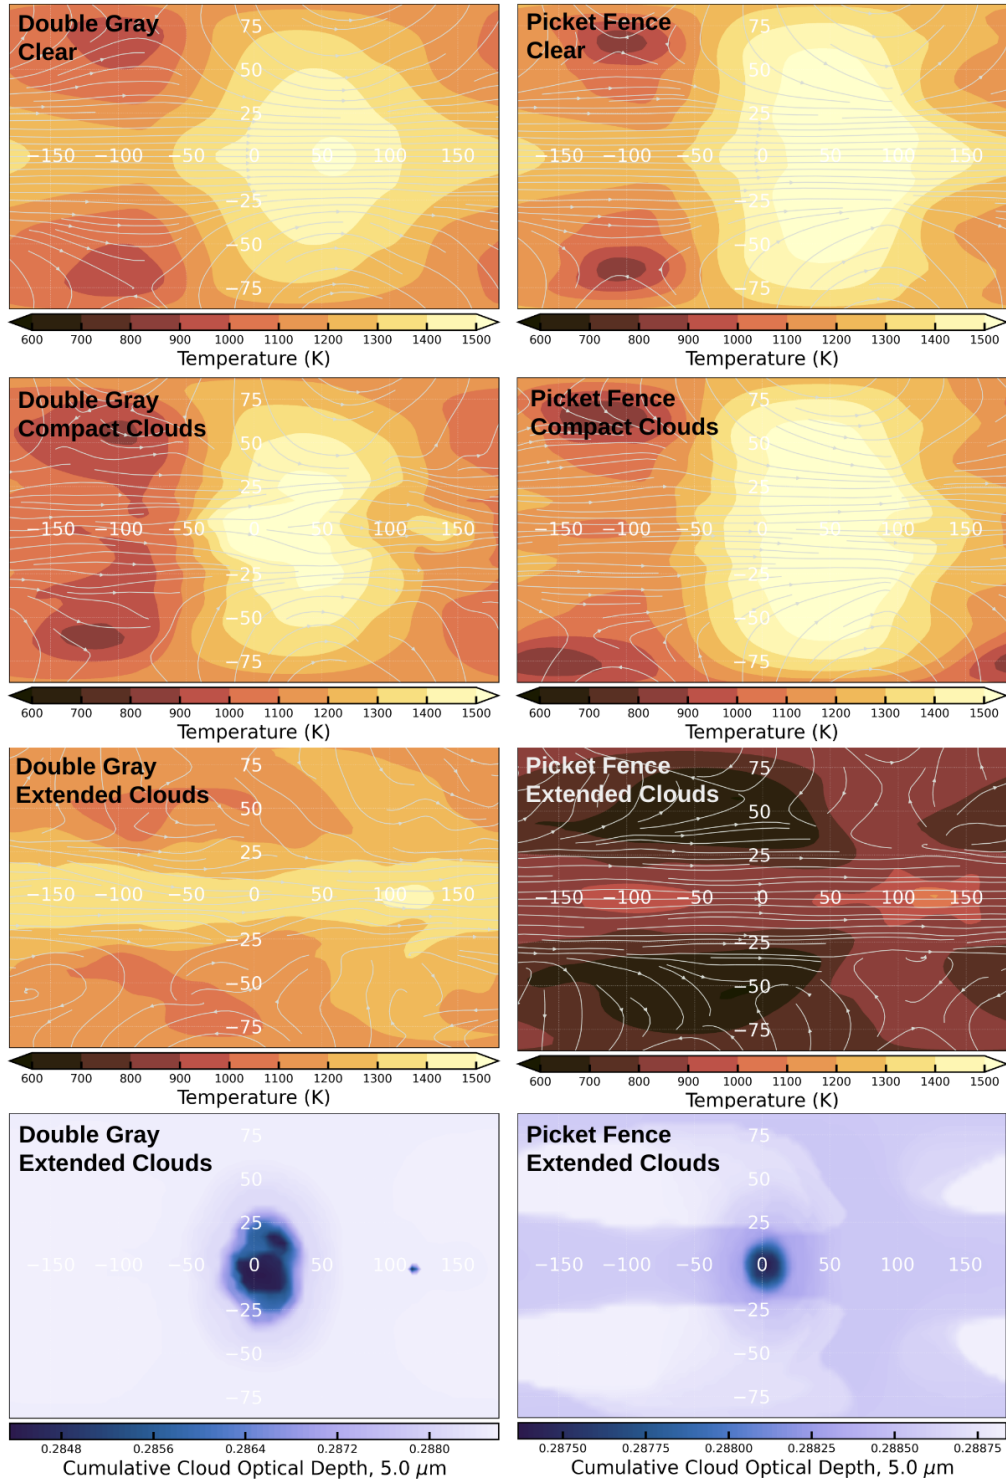 Double Gray
Clear
75
50
25
−150 −100 −50 0 50 100 150
−25
−50
−75
600 700 800 900 1000 1100 1200 1300 1400 1500
Temperature (K)
Picket Fence
Clear
75
50
25
−150 −100 −50 0 50 100 150
−25
−50
−75
600 700 800 900 1000 1100 1200 1300 1400 1500
Temperature (K)
Double Gray
Compact Clouds
75
50
25
−150 −100 −50 0 50 100 150
−25
−50
−75
600 700 800 900 1000 1100 1200 1300 1400 1500
Temperature (K)
Picket Fence
Compact Clouds
75
50
25
−150 −100 −50 0 50 100 150
−25
−50
−75
600 700 800 900 1000 1100 1200 1300 1400 1500
Temperature (K)
Double Gray
Extended Clouds
75
50
25
−150 −100 −50 0 50 100 150
−25
−50
−75
600 700 800 900 1000 1100 1200 1300 1400 1500
Temperature (K)
Picket Fence
Extended Clouds
75
50
25
−150 −100 −50 0 50 100 150
−25
−50
−75
600 700 800 900 1000 1100 1200 1300 1400 1500
Temperature (K)
Double Gray
Extended Clouds
75
50
25
−150 −100 −50 0 50 100 150
−25
−50
−75
0.2848 0.2856 0.2864 0.2872 0.2880
Cumulative Cloud Optical Depth, 5.0 μm
Picket Fence
Extended Clouds
75
50
25
−150 −100 −50 0 50 100 150
−25
−50
−75
0.28750 0.28775 0.28800 0.28825 0.28850 0.28875
Cumulative Cloud Optical Depth, 5.0 μm